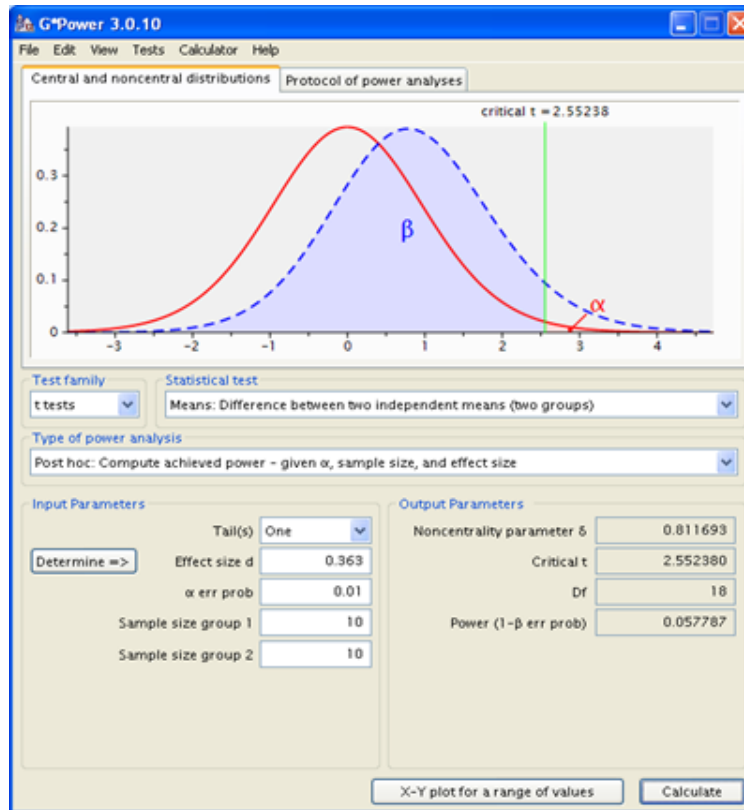 G*Power 3.0.10
File Edit View Tests Calculator Help
Central and noncentral distributions Protocol of power analyses
critical t = 2.55238
0.3
0.2
0.1
0
β
α
-3 -2 -1 0 1 2 3 4
Test family Statistical test
t tests Means: Difference between two independent means (two groups)
Type of power analysis
Post hoc: Compute achieved power - given α, sample size, and effect size
Input Parameters Output Parameters
Tail(s) One Noncentrality parameter δ 0.811693
Determine => Effect size d 0.363 Critical t 2.552380
α err prob 0.01 Df 18
Sample size group 1 10 Power (1-β err prob) 0.057787
Sample size group 2 10
X-Y plot for a range of values Calculate